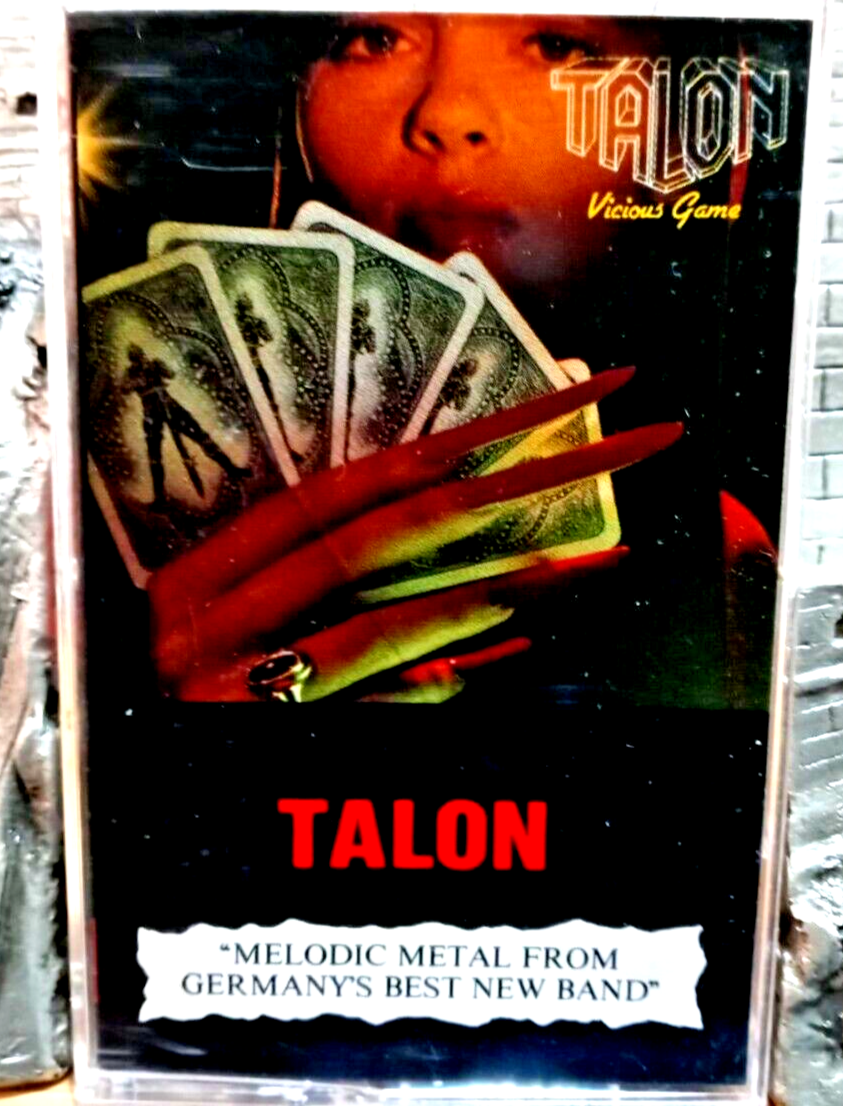 TALON
Vicious Game
TALON
"MELODIC METAL FROM
GERMANY'S BEST NEW BAND"